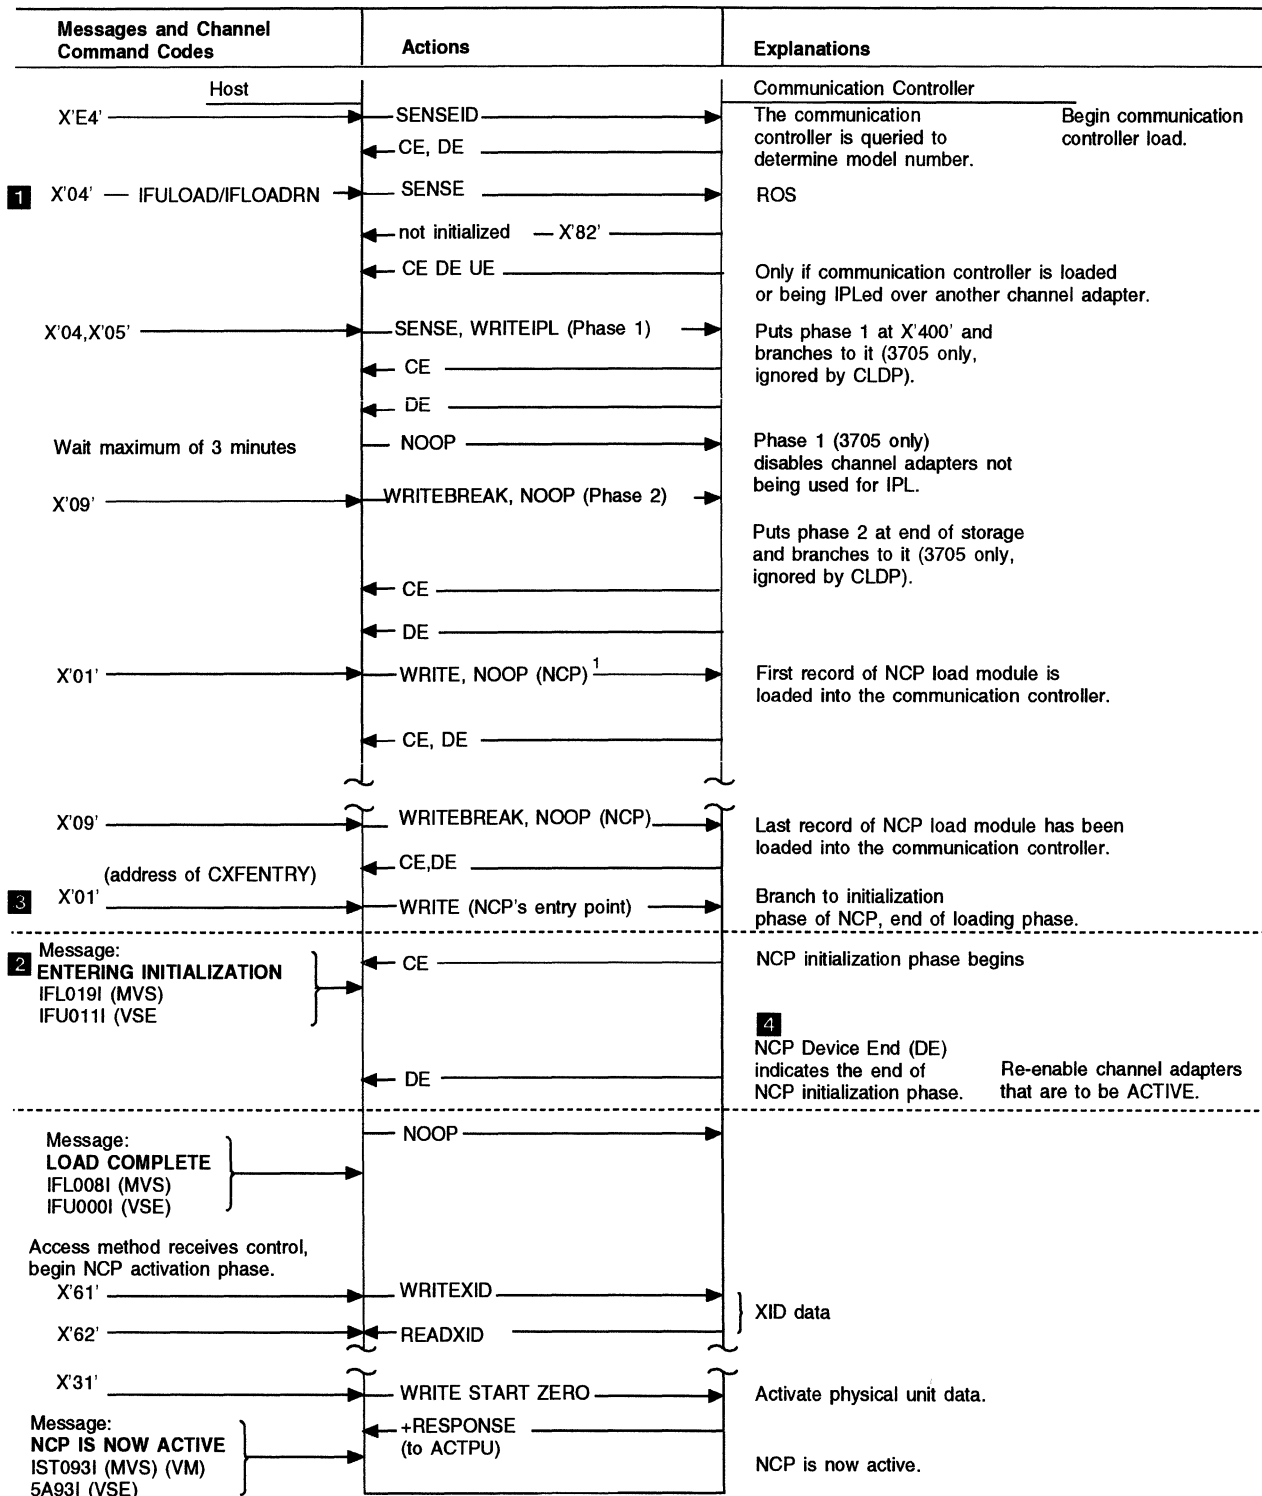 Messages and Channel
Command Codes
Actions
Explanations
Host
Communication Controller
X'E4'
SENSEID
The communication
controller is queried to
determine model number.
Begin communication
controller load.
CE, DE
1 X'04' — IFULOAD/IFLOADRN
SENSE
ROS
not initialized — X'82'
CE DE UE
Only if communication controller is loaded
or being IPLed over another channel adapter.
X'04,X'05'
SENSE, WRITEIPL (Phase 1)
Puts phase 1 at X'400' and
branches to it (3705 only,
ignored by CLDP).
CE
DE
Wait maximum of 3 minutes
NOOP
Phase 1 (3705 only)
disables channel adapters not
being used for IPL.
X'09'
WRITEBREAK, NOOP (Phase 2)
Puts phase 2 at end of storage
and branches to it (3705 only,
ignored by CLDP).
CE
DE
X'01'
WRITE, NOOP (NCP) 1
First record of NCP load module is
loaded into the communication controller.
CE, DE
X'09'
WRITEBREAK, NOOP (NCP)
Last record of NCP load module has been
loaded into the communication controller.
CE,DE
(address of CXFENTRY)
3 X'01'
WRITE (NCP's entry point)
Branch to initialization
phase of NCP, end of loading phase.
2 Message:
ENTERING INITIALIZATION
IFL019I (MVS)
IFU011I (VSE
CE
NCP initialization phase begins
4
NCP Device End (DE)
indicates the end of
NCP initialization phase.
DE
Re-enable channel adapters
that are to be ACTIVE.
NOOP
Message:
LOAD COMPLETE
IFL008I (MVS)
IFU000I (VSE)
Access method receives control,
begin NCP activation phase.
X'61'
WRITEXID
XID data
X'62'
READXID
X'31'
WRITE START ZERO
Activate physical unit data.
Message:
NCP IS NOW ACTIVE
IST093I (MVS) (VM)
5A93I (VSE)
+RESPONSE
(to ACTPU)
NCP is now active.